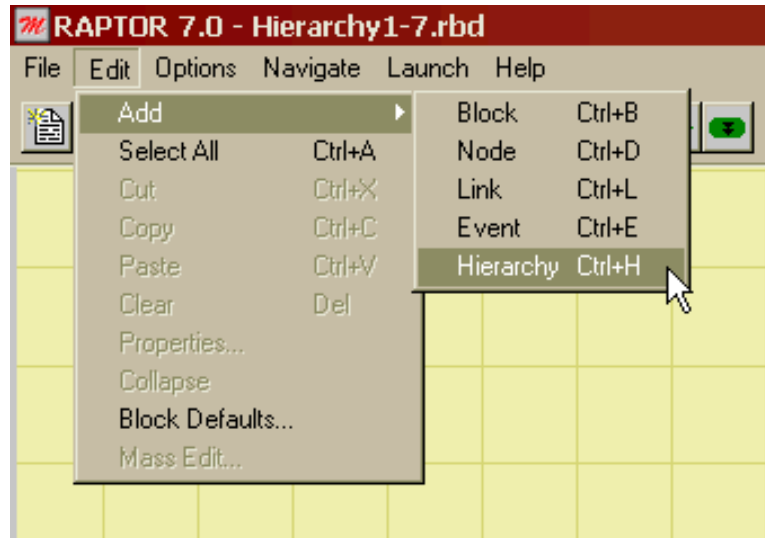 RAPTOR 7.0 - Hierarchy1-7.rbd
File Edit Options Navigate Launch Help
Add
Select All Ctrl+A
Cut Ctrl+X
Copy Ctrl+C
Paste Ctrl+V
Clear Del
Properties...
Collapse
Block Defaults...
Mass Edit...
Block Ctrl+B
Node Ctrl+D
Link Ctrl+L
Event Ctrl+E
Hierarchy Ctrl+H